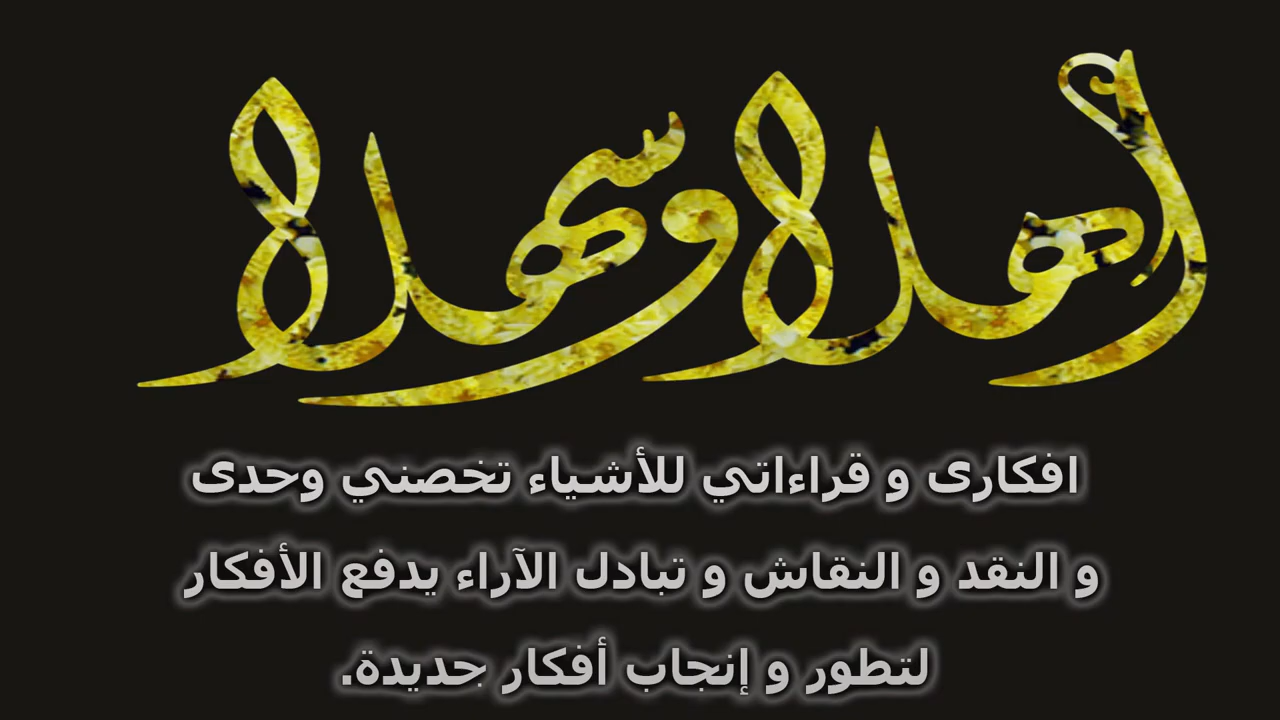 أهلا وسهلا
افكارى و قراءاتي للأشياء تخصني وحدى
و النقد و النقاش و تبادل الآراء يدفع الأفكار
لتطور و إنجاب أفكار جديدة.